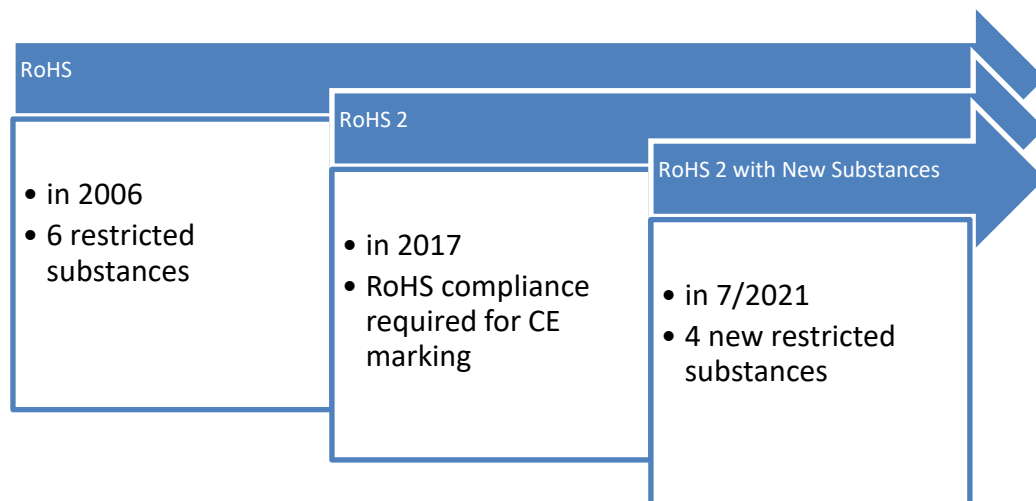 RoHS
• in 2006
• 6 restricted
substances
RoHS 2
• in 2017
• RoHS compliance
required for CE
marking
RoHS 2 with New Substances
• in 7/2021
• 4 new restricted
substances